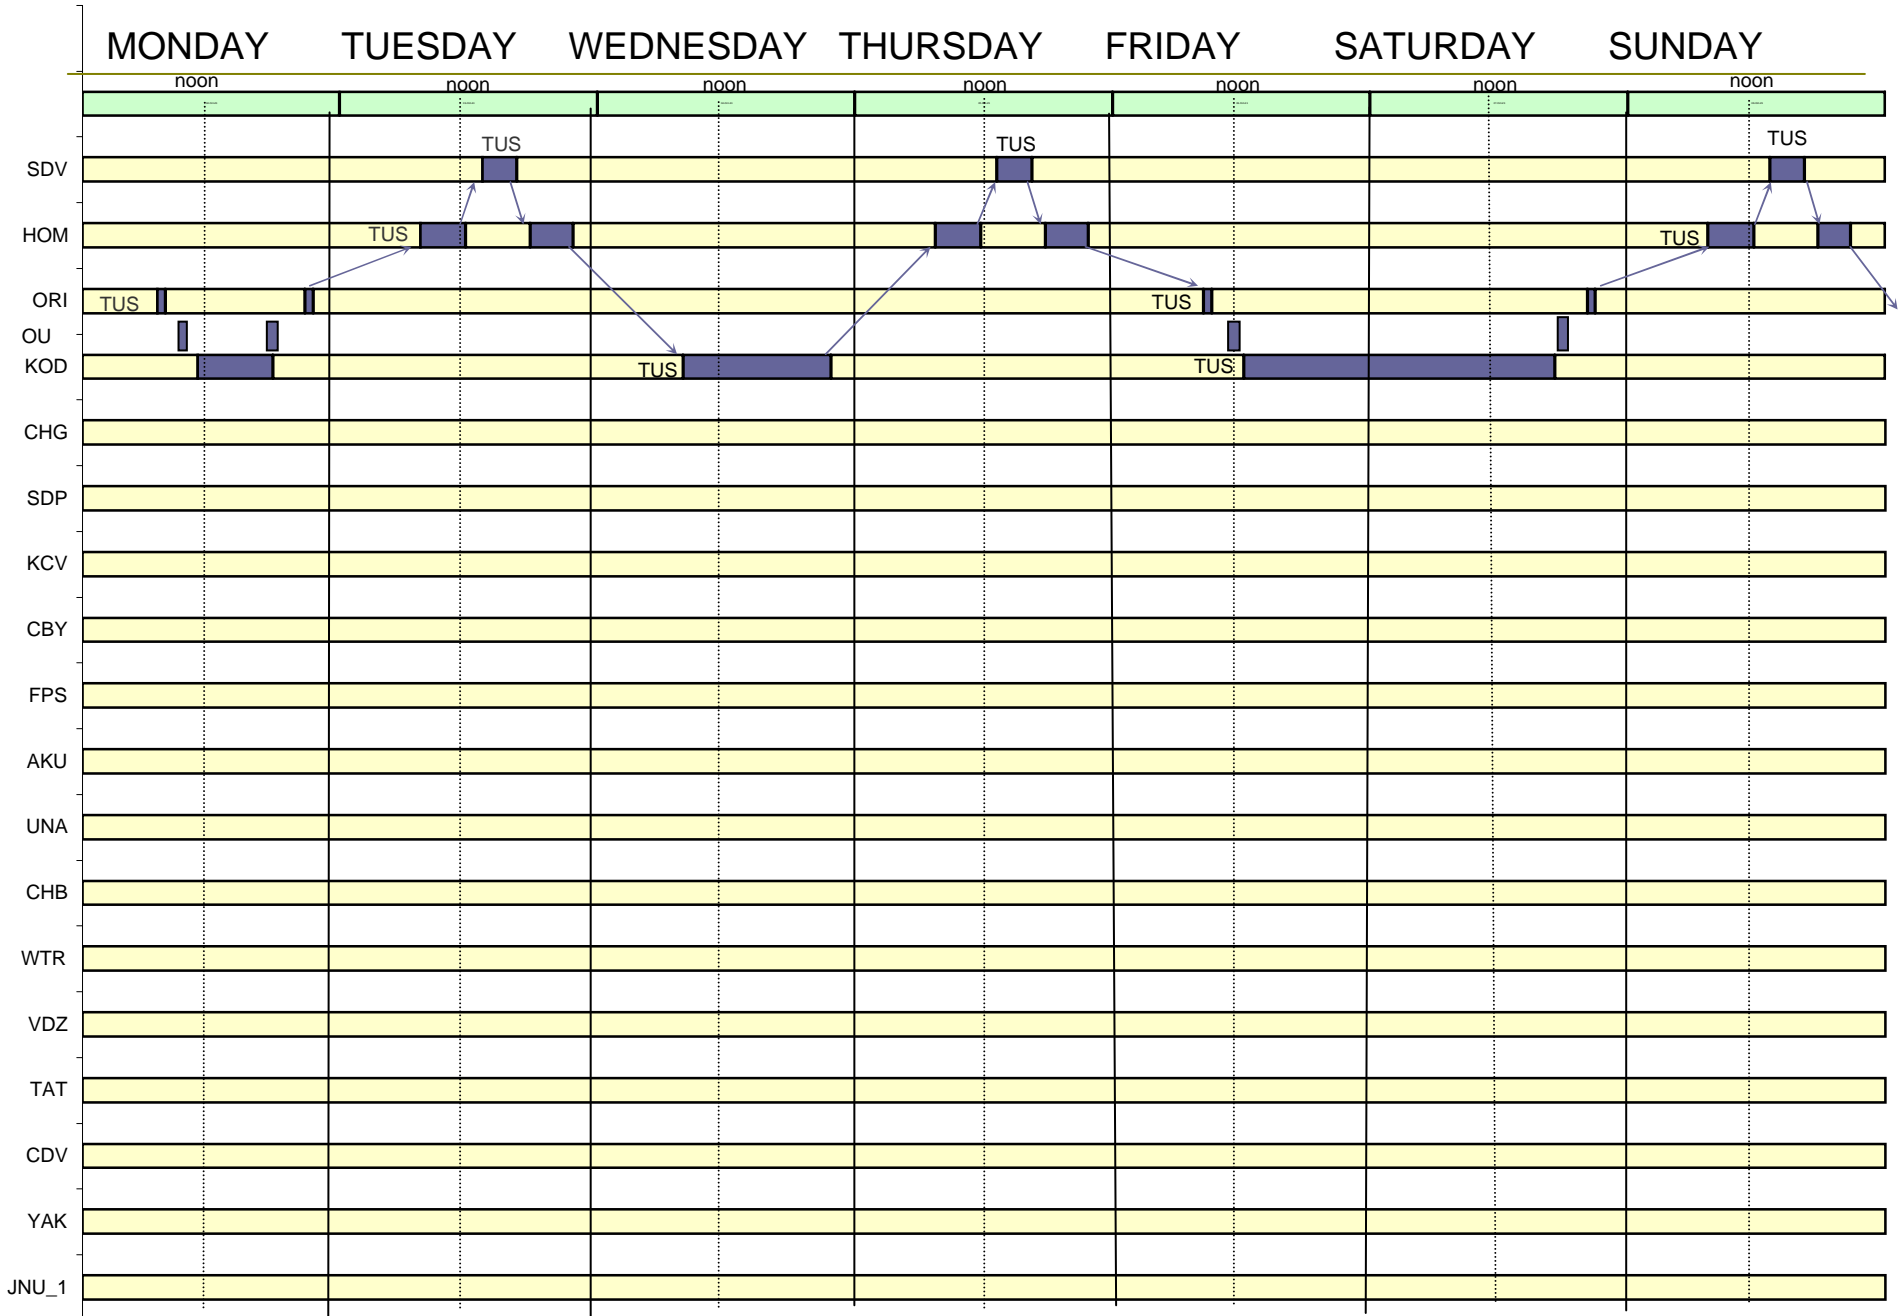 MONDAY TUESDAY WEDNESDAY THURSDAY FRIDAY SATURDAY SUNDAY
noon noon noon noon noon noon noon
TUS TUS TUS
SDV
TUS TUS
HOM
TUS TUS
ORI
OU
TUS TUS
KOD
CHG
SDP
KCV
CBY
FPS
AKU
UNA
CHB
WTR
VDZ
TAT
CDV
YAK
JNU_1